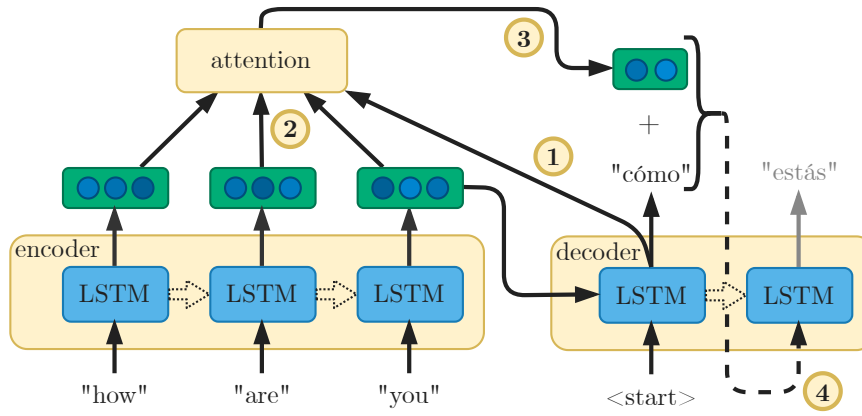 attention
3
+
2
1
"cómo"
"estás"
encoder
decoder
LSTM
LSTM
LSTM
LSTM
LSTM
"how"
"are"
"you"
<start>
4